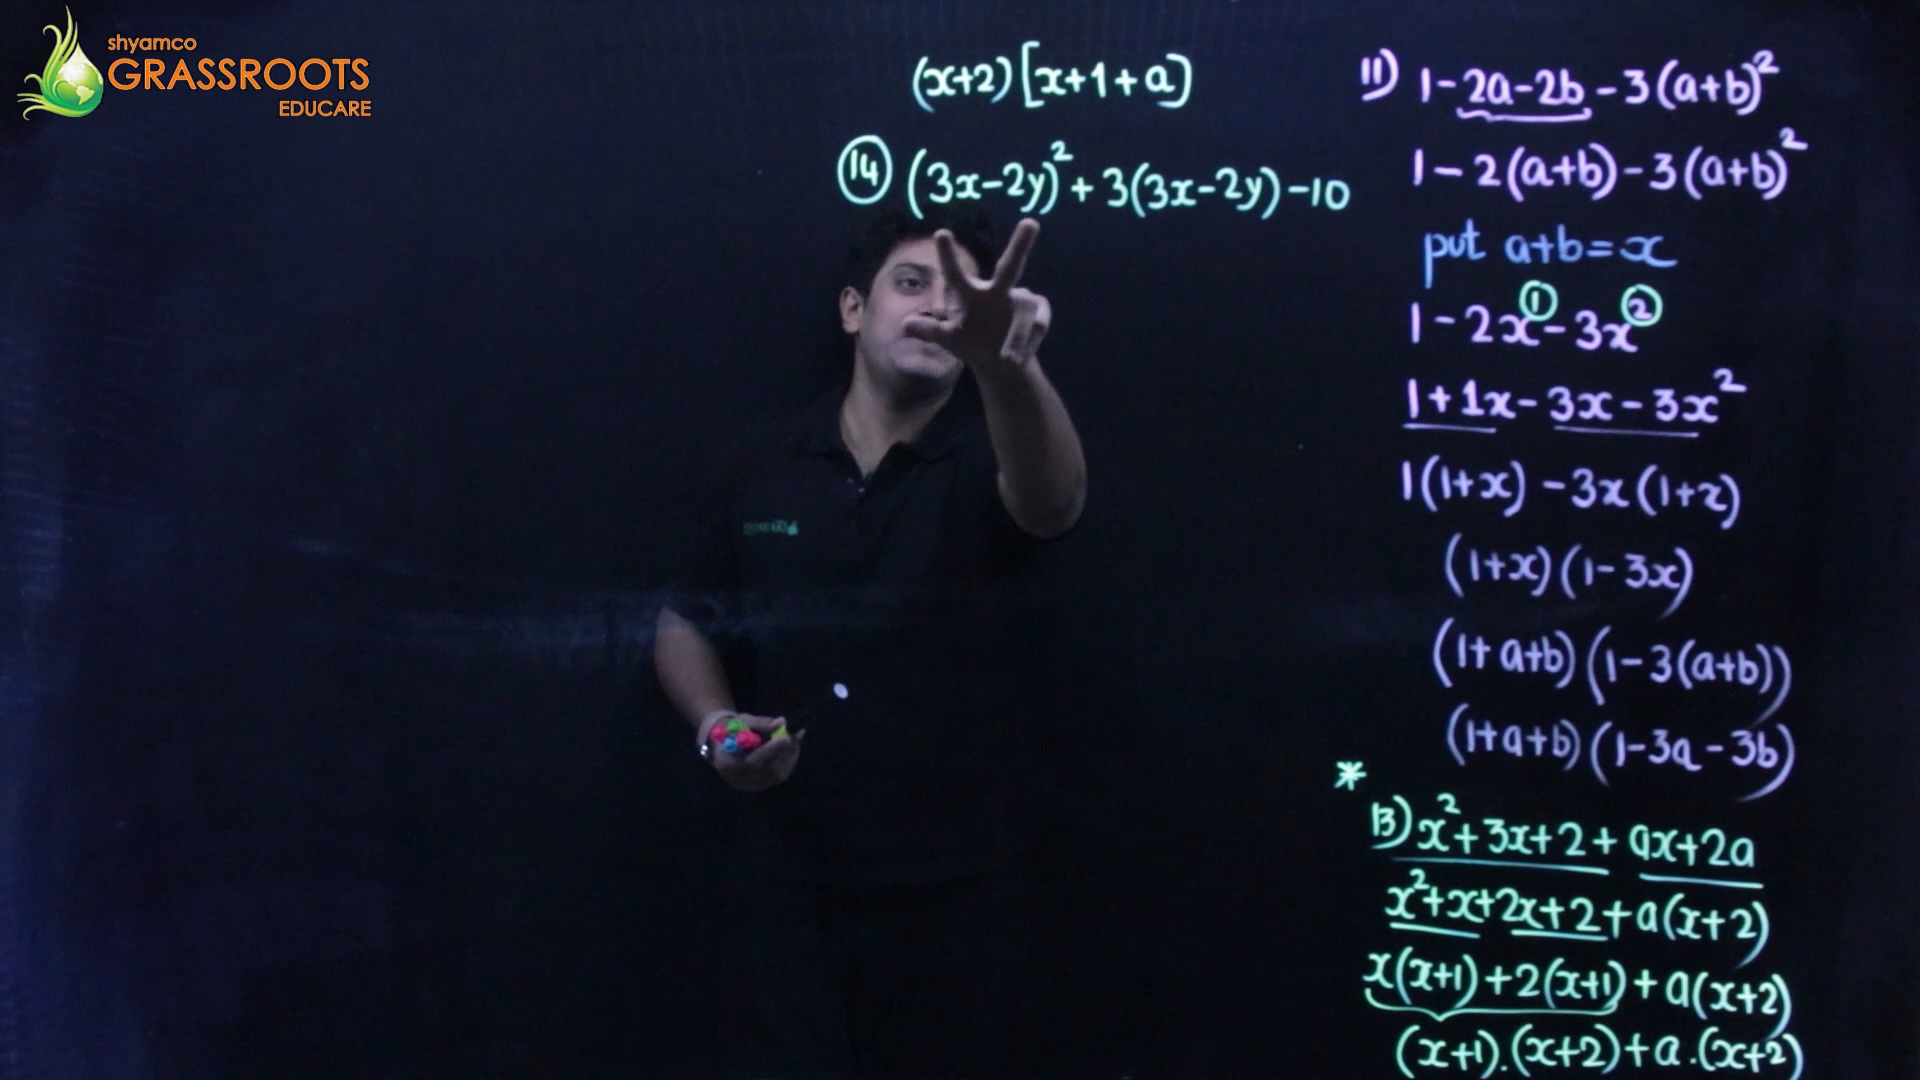 shyamco
GRASSROOTS
EDUCARE
(x+2)[x+1+a]
14 (3x-2y)² + 3(3x-2y) -10
11) 1-2a-2b-3(a+b)²
1-2(a+b)-3(a+b)²
put a+b=x
1-2x①-3x②
1+1x-3x-3x²
1(1+x)-3x(1+x)
(1+x)(1-3x)
(1+a+b)(1-3(a+b))
(1+a+b)(1-3a-3b)
*
13) x²+3x+2+ax+2a
x²+x+2x+2+a(x+2)
x(x+1)+2(x+1)+a(x+2)
(x+1).(x+2)+a.(x+2)